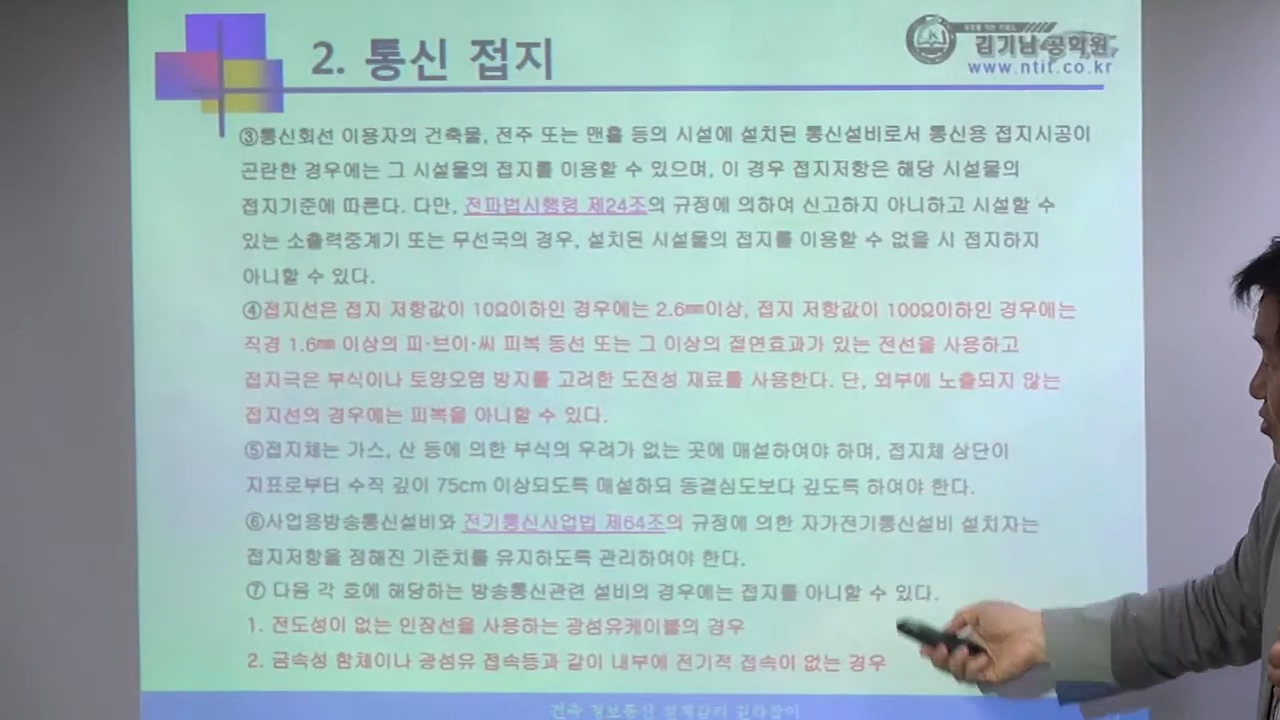 2. 통신 접지
김기남 공학원
www.ntit.co.kr
③통신회선 이용자의 건축물, 전주 또는 맨홀 등의 시설에 설치된 통신설비로서 통신용 접지시공이
곤란한 경우에는 그 시설물의 접지를 이용할 수 있으며, 이 경우 접지저항은 해당 시설물의
접지기준에 따른다. 다만, 전파법시행령 제24조의 규정에 의하여 신고하지 아니하고 시설할 수
있는 소출력중계기 또는 무선국의 경우, 설치된 시설물의 접지를 이용할 수 없을 시 접지하지
아니할 수 있다.
④접지선은 접지 저항값이 10Ω이하인 경우에는 2.6㎜이상, 접지 저항값이 100Ω이하인 경우에는
직경 1.6㎜ 이상의 피·브이·씨 피복 동선 또는 그 이상의 절연효과가 있는 전선을 사용하고
접지극은 부식이나 토양오염 방지를 고려한 도전성 재료를 사용한다. 단, 외부에 노출되지 않는
접지선의 경우에는 피복을 아니할 수 있다.
⑤접지체는 가스, 산 등에 의한 부식의 우려가 없는 곳에 매설하여야 하며, 접지체 상단이
지표로부터 수직 깊이 75cm 이상되도록 매설하되 동결심도보다 깊도록 하여야 한다.
⑥사업용방송통신설비와 전기통신사업법 제64조의 규정에 의한 자가전기통신설비 설치자는
접지저항을 정해진 기준치를 유지하도록 관리하여야 한다.
⑦ 다음 각 호에 해당하는 방송통신관련 설비의 경우에는 접지를 아니할 수 있다.
1. 전도성이 없는 인장선을 사용하는 광섬유케이블의 경우
2. 금속성 함체이나 광섬유 접속등과 같이 내부에 전기적 접속이 없는 경우
건축 정보통신 설계감리 길라잡이